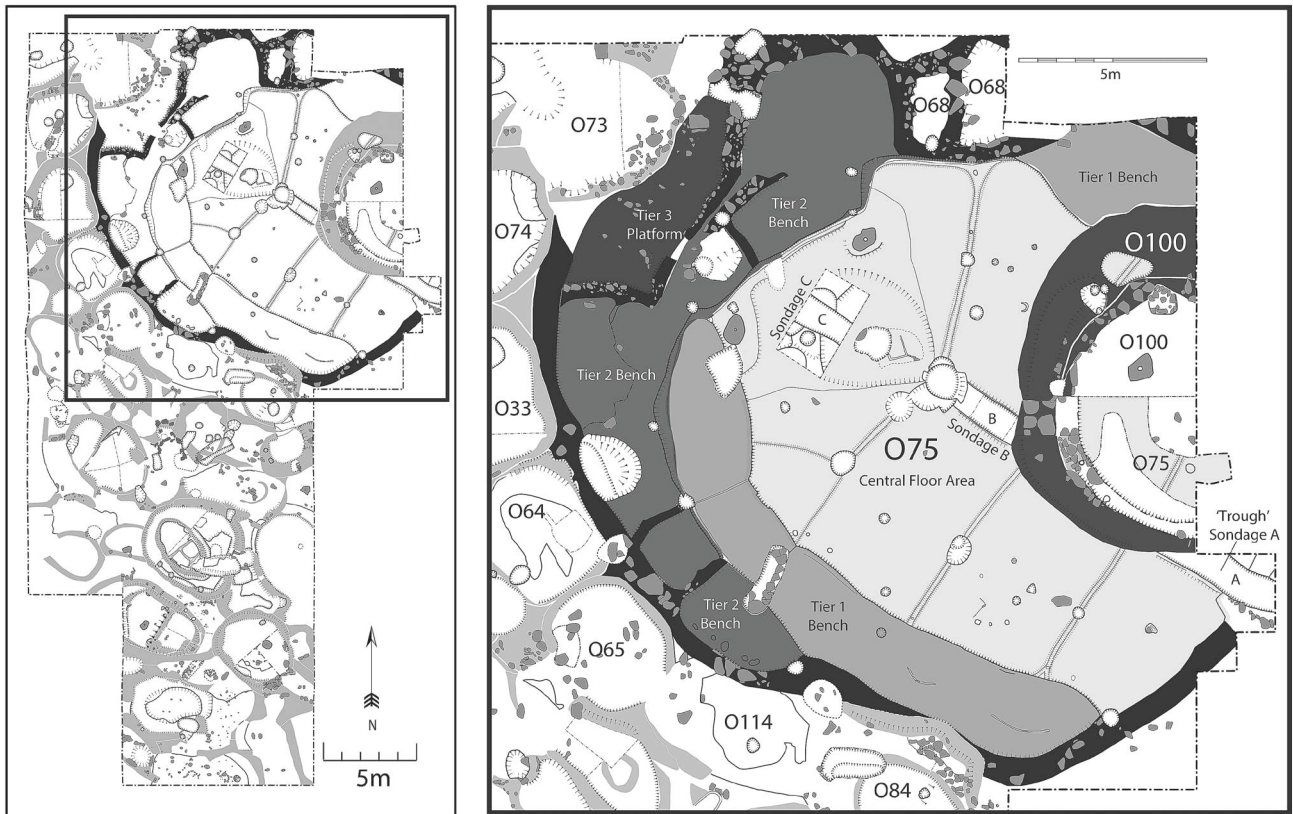 N
5m
5m
O73
O68
O68
Tier 1 Bench
Tier 3
Platform
Tier 2
Bench
O74
O100
Sondage C
C
O100
Tier 2 Bench
O33
B
Sondage B
O75
Central Floor Area
O75
O64
'Trough'
Sondage A
A
Tier 2
Bench
Tier 1
Bench
O65
O114
O84